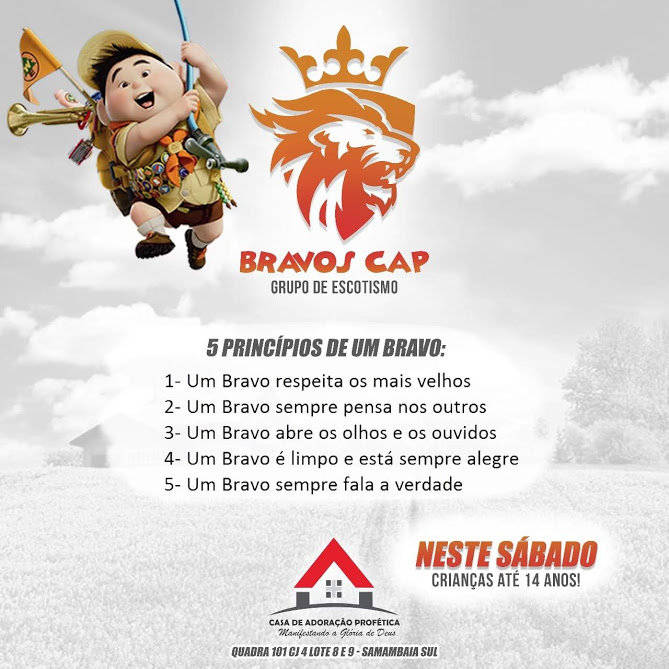 BRAVOS CAP
GRUPO DE ESCOTISMO
5 PRINCÍPIOS DE UM BRAVO:
1- Um Bravo respeita os mais velhos
2- Um Bravo sempre pensa nos outros
3- Um Bravo abre os olhos e os ouvidos
4- Um Bravo é limpo e está sempre alegre
5- Um Bravo sempre fala a verdade
NESTE SÁBADO
CRIANÇAS ATÉ 14 ANOS!
CASA DE ADORAÇÃO PROFÉTICA
Manifestando a Glória de Deus
QUADRA 101 CJ 4 LOTE 8 E 9 - SAMAMBAIA SUL